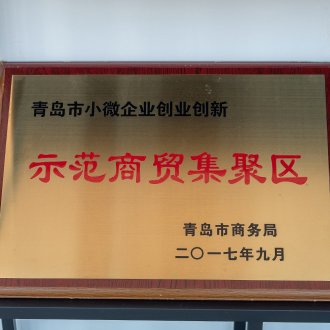 青岛市小微企业创业创新
示范商贸集聚区
青岛市商务局
二〇一七年九月